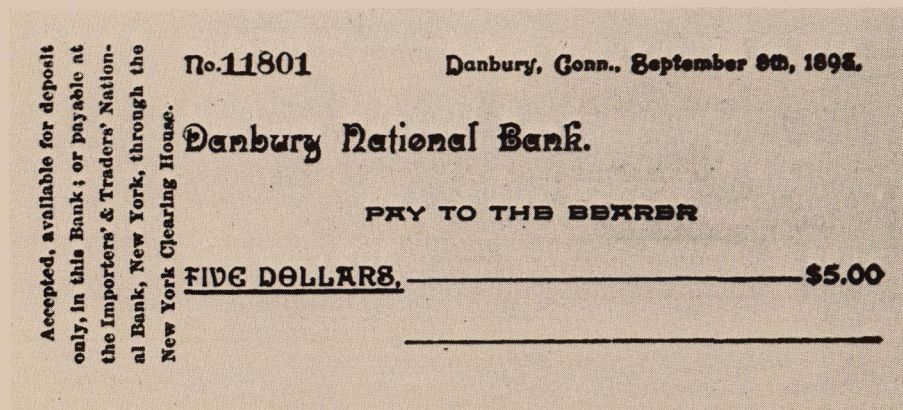 Accepted, available for deposit
only, in this Bank; or payable at
the Importers' & Traders' Nation-
al Bank, New York, through the
New York Clearing House.
No.11801
Danbury, Conn., September 8th, 1893.
Danbury National Bank.
PAY TO THE BEARER
FIVE DOLLARS, $5.00